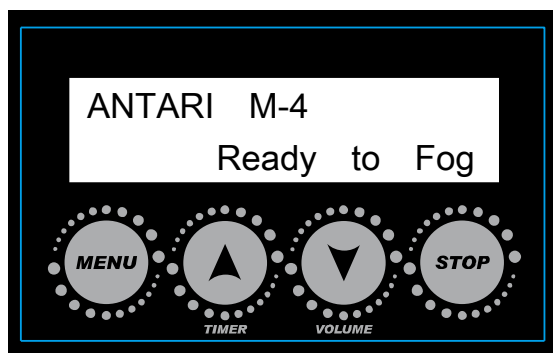 ANTARI M-4
Ready to Fog
MENU
STOP
TIMER
VOLUME